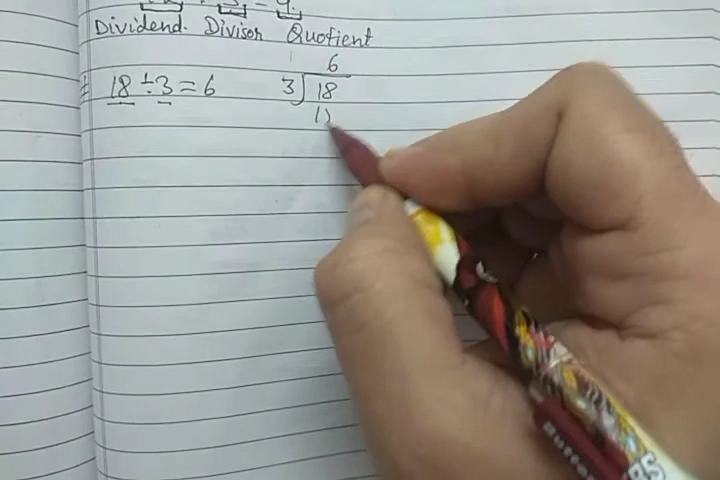 Dividend. Divisor Quotient
6
18 ÷ 3 = 6 3 18